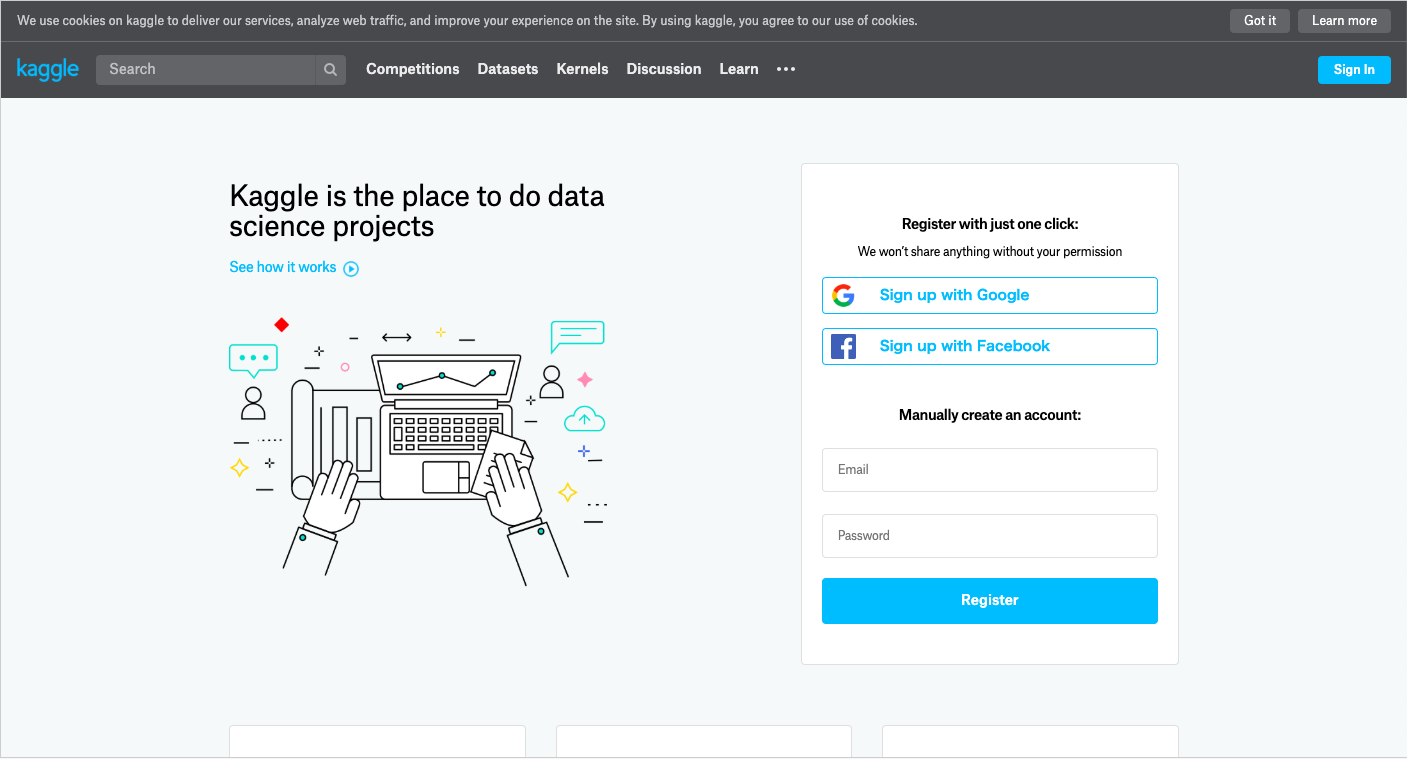 We use cookies on kaggle to deliver our services, analyze web traffic, and improve your experience on the site. By using kaggle, you agree to our use of cookies.
Got it
Learn more
kaggle
Search
Competitions
Datasets
Kernels
Discussion
Learn
Sign In
Kaggle is the place to do data
science projects
See how it works
Register with just one click:
We won’t share anything without your permission
Sign up with Google
Sign up with Facebook
Manually create an account:
Email
Password
Register